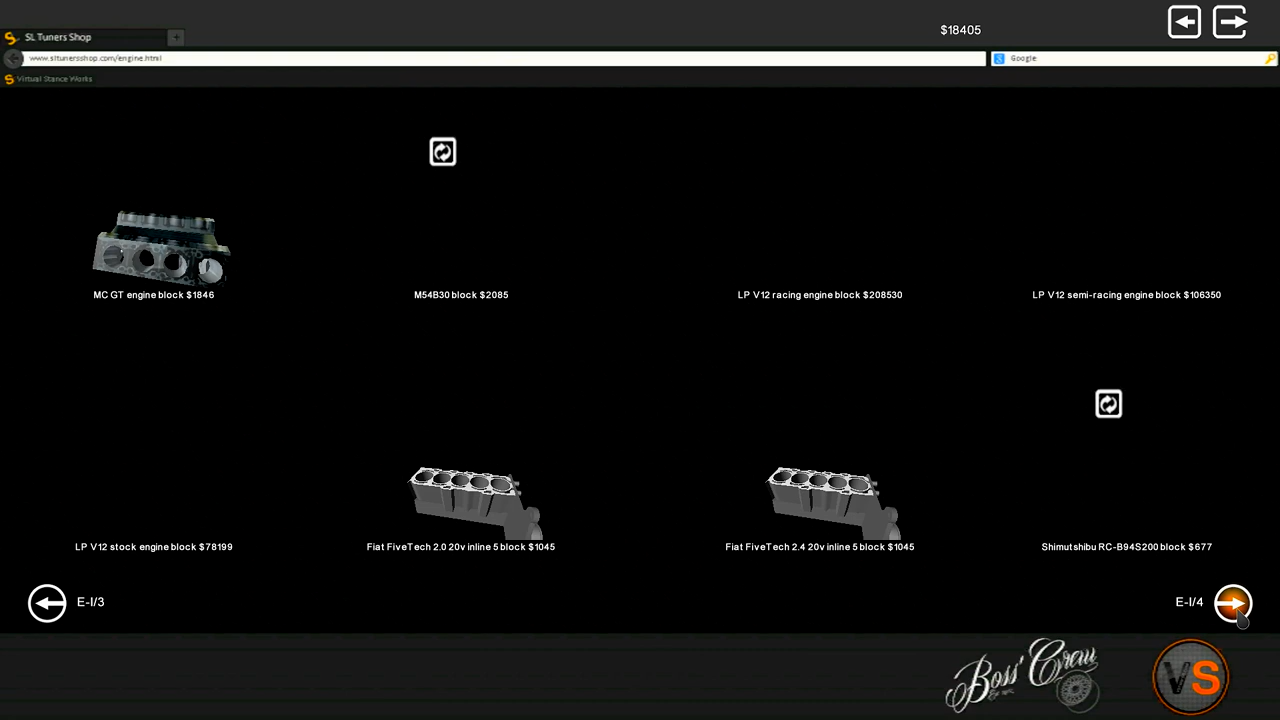 $18405
SL Tuners Shop
www.sltunersshop.com/engine.html
Google
Virtual Stance Works
MC GT engine block $1846
M54B30 block $2085
LP V12 racing engine block $208530
LP V12 semi-racing engine block $106350
LP V12 stock engine block $78199
Fiat FiveTech 2.0 20v inline 5 block $1045
Fiat FiveTech 2.4 20v inline 5 block $1045
Shimutshibu RC-B94S200 block $677
E-I/3
E-I/4
Boss' Crew
VS